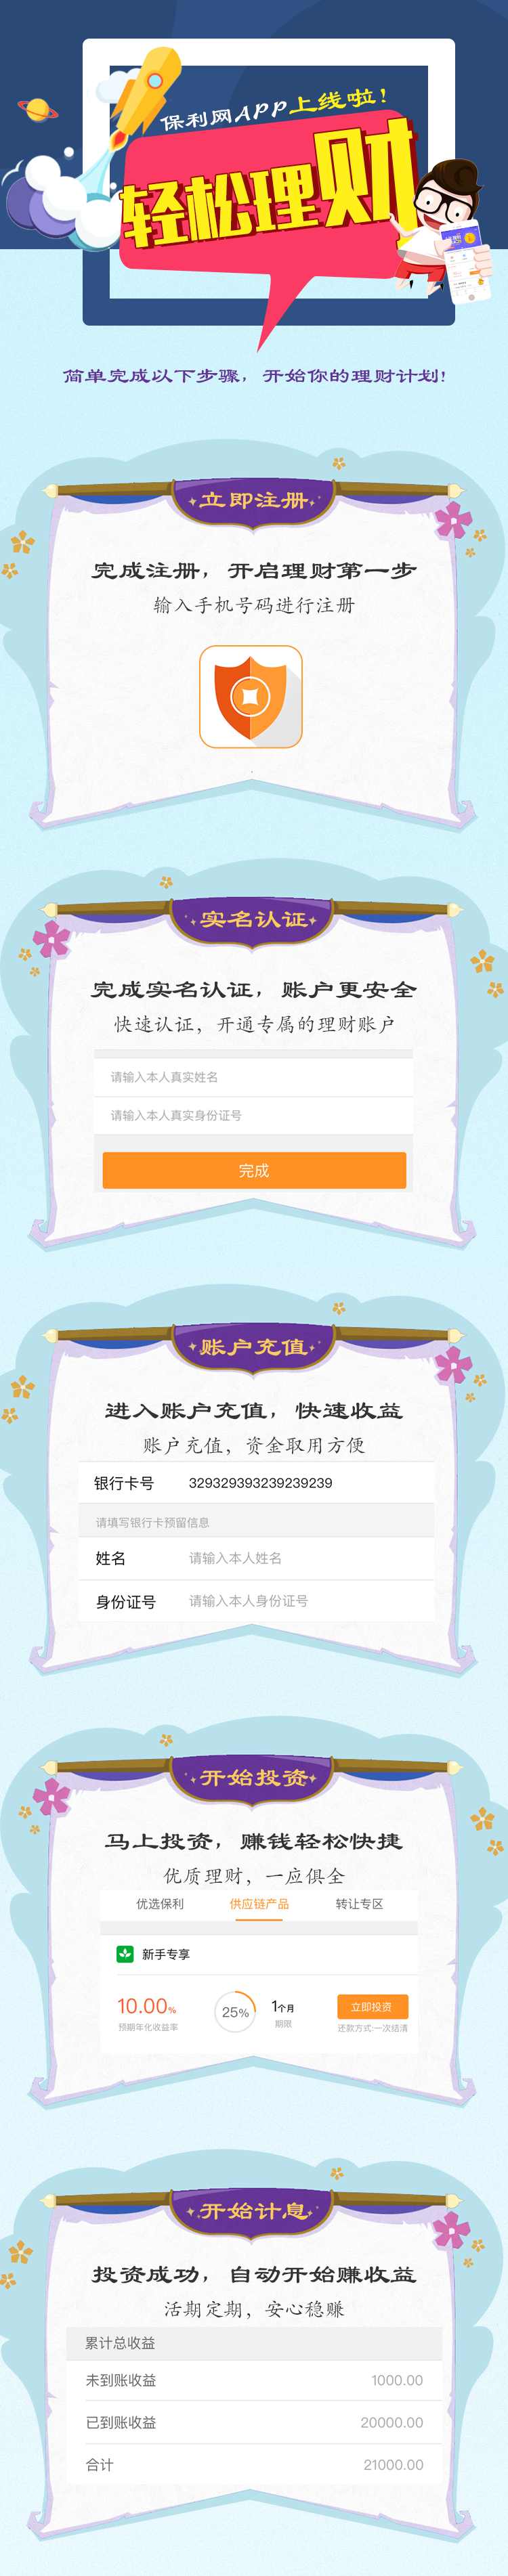 保利网APP上线啦！
轻松理财
简单完成以下步骤，开始你的理财计划！
立即注册
完成注册，开启理财第一步
输入手机号码进行注册
实名认证
完成实名认证，账户更安全
快速认证，开通专属的理财账户
请输入本人真实姓名
请输入本人真实身份证号
完成
账户充值
进入账户充值，快速收益
账户充值，资金取用方便
银行卡号 329329393239239239
请填写银行卡预留信息
姓名 请输入本人姓名
身份证号 请输入本人身份证号
开始投资
马上投资，赚钱轻松快捷
优质理财，一应俱全
优选保利 供应链产品 转让专区
新手专享
10.00% 25% 1个月 立即投资
预期年化收益率 期限 还款方式:一次结清
开始计息
投资成功，自动开始赚收益
活期定期，安心稳赚
累计总收益
未到账收益 1000.00
已到账收益 20000.00
合计 21000.00